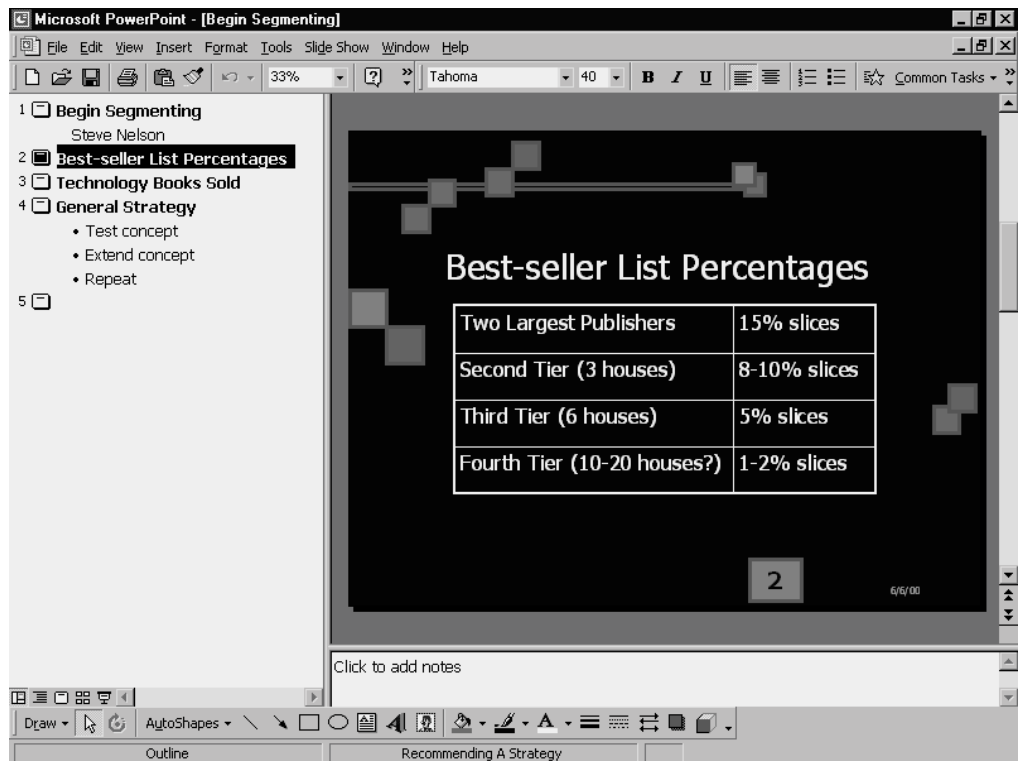 Microsoft PowerPoint - [Begin Segmenting]
File Edit View Insert Format Tools Slide Show Window Help
33% Tahoma 40 B I U Common Tasks
1 Begin Segmenting
Steve Nelson
2 Best-seller List Percentages
3 Technology Books Sold
4 General Strategy
• Test concept
• Extend concept
• Repeat
5
Best-seller List Percentages
Two Largest Publishers 15% slices
Second Tier (3 houses) 8-10% slices
Third Tier (6 houses) 5% slices
Fourth Tier (10-20 houses?) 1-2% slices
2
6/6/00
Click to add notes
Draw AutoShapes A
Outline Recommending A Strategy